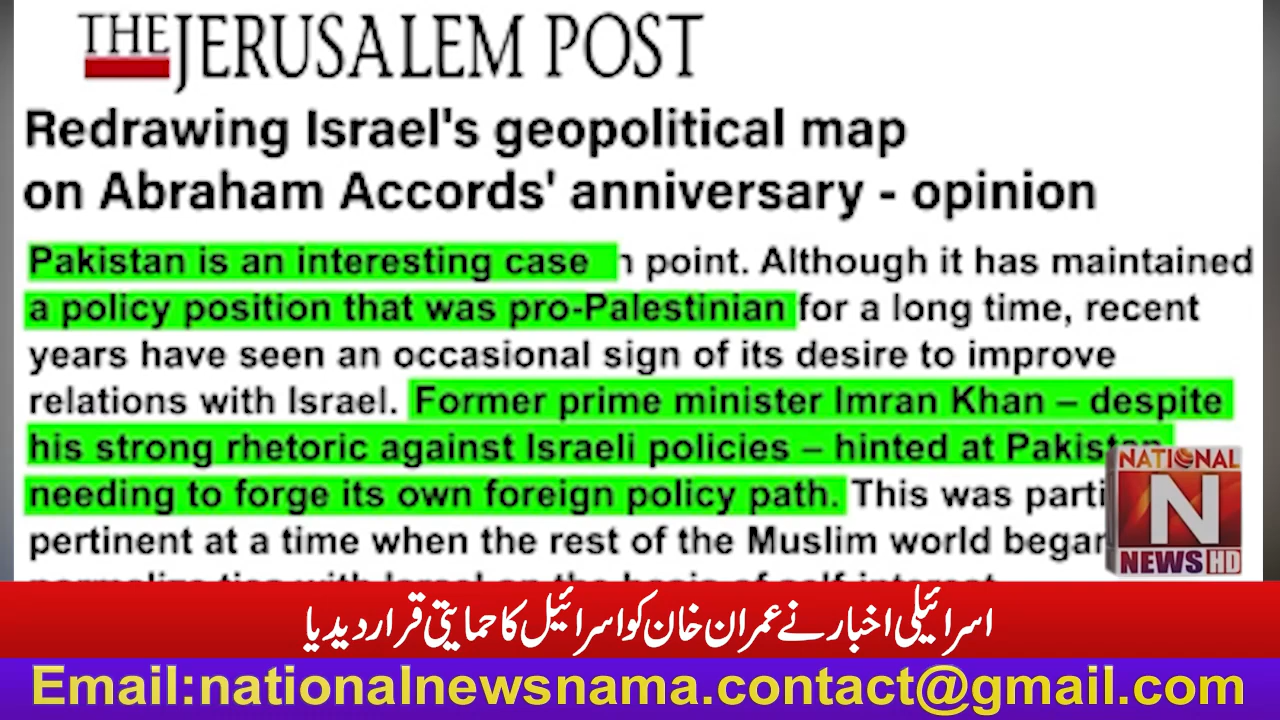 THE JERUSALEM POST
Redrawing Israel's geopolitical map
on Abraham Accords' anniversary - opinion
Pakistan is an interesting case point. Although it has maintained
a policy position that was pro-Palestinian for a long time, recent
years have seen an occasional sign of its desire to improve
relations with Israel. Former prime minister Imran Khan – despite
his strong rhetoric against Israeli policies – hinted at
needing to forge its own foreign policy path. This was
pertinent at a time when the rest of the Muslim world
NATIONAL
N
NEWS HD
اسرائیلی اخبار نے عمران خان کو اسرائیل کا حمایتی قرار دیدیا
Email:nationalnewsnama.contact@gmail.com